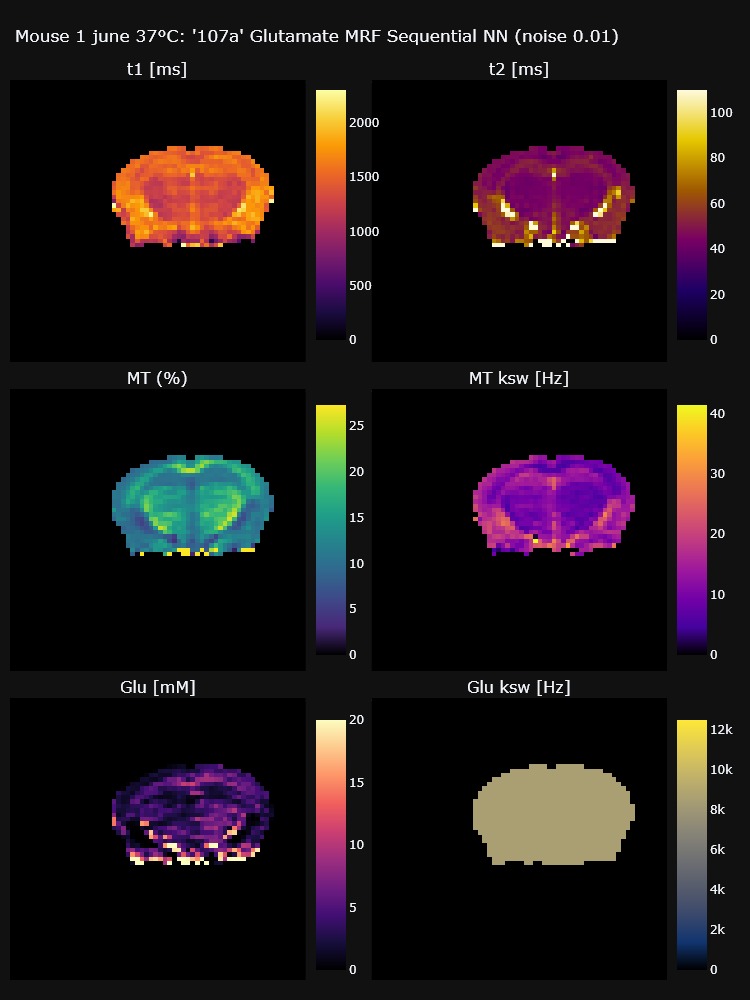 Mouse 1 june 37ºC: '107a' Glutamate MRF Sequential NN (noise 0.01)
t1 [ms]
t2 [ms]
2000
1500
1000
500
0
100
80
60
40
20
0
MT (%)
MT ksw [Hz]
25
20
15
10
5
0
40
30
20
10
0
Glu [mM]
Glu ksw [Hz]
20
15
10
5
0
12k
10k
8k
6k
4k
2k
0